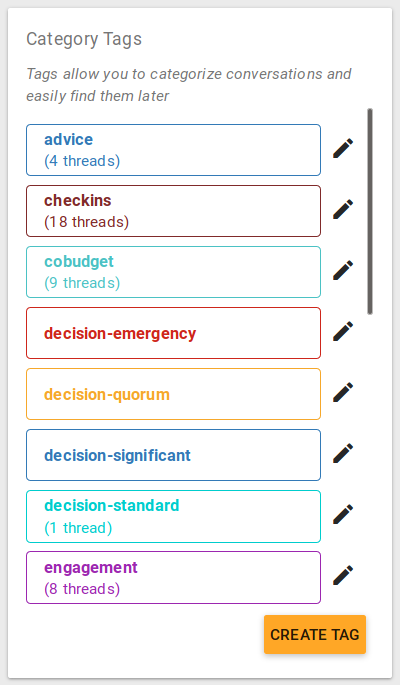 Category Tags
Tags allow you to categorize conversations and
easily find them later
advice
(4 threads)
checkins
(18 threads)
cobudget
(9 threads)
decision-emergency
decision-quorum
decision-significant
decision-standard
(1 thread)
engagement
(8 threads)
CREATE TAG